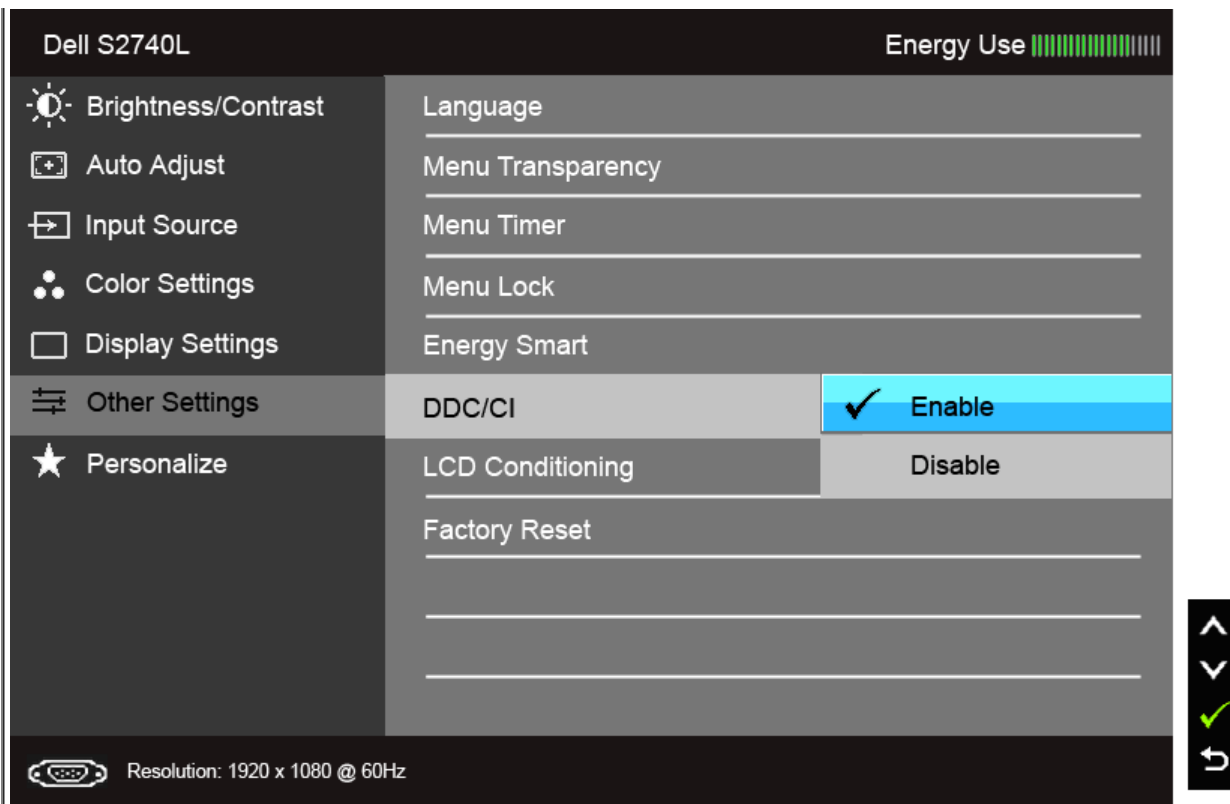 Dell S2740L
Energy Use
Brightness/Contrast
Auto Adjust
Input Source
Color Settings
Display Settings
Other Settings
Personalize
Language
Menu Transparency
Menu Timer
Menu Lock
Energy Smart
DDC/CI
Enable
Disable
LCD Conditioning
Factory Reset
Resolution: 1920 x 1080 @ 60Hz